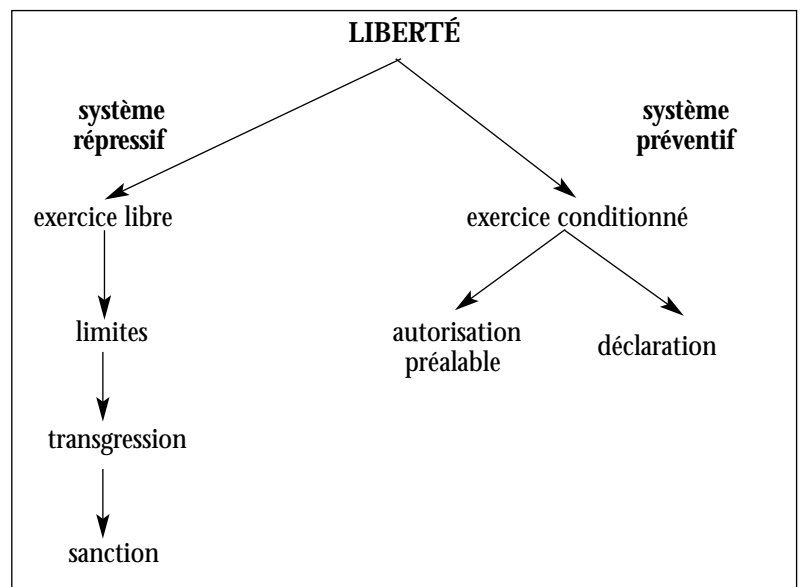 LIBERTÉ
système
répressif
système
préventif
exercice libre
exercice conditionné
limites
autorisation
préalable
déclaration
transgression
sanction